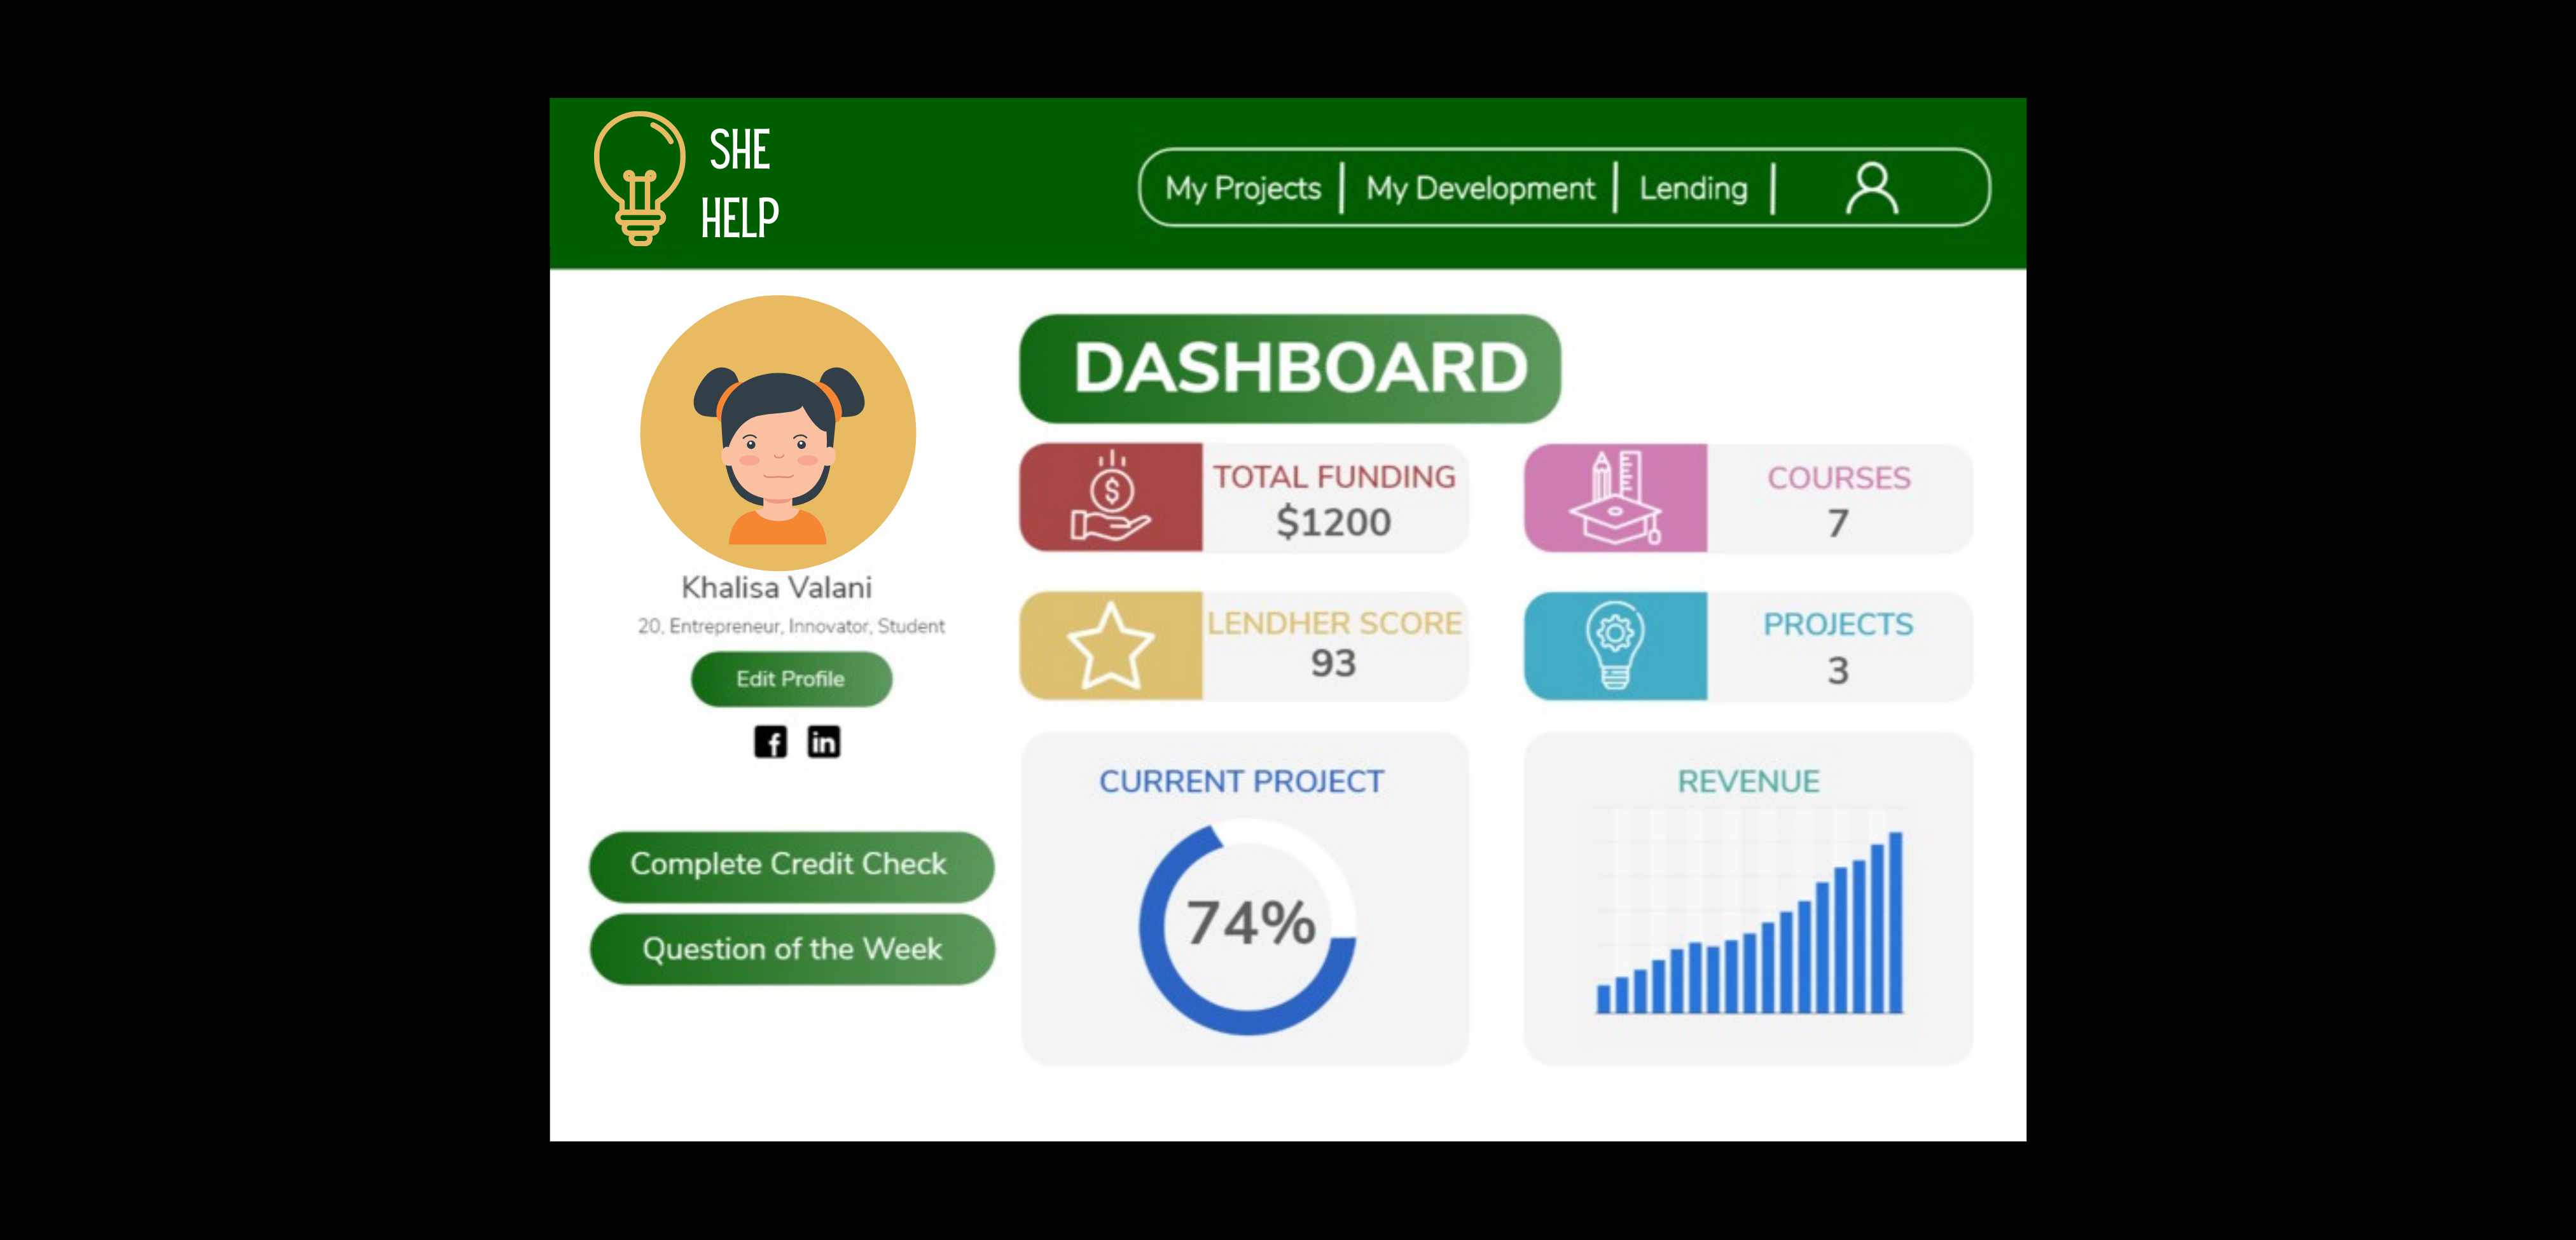 SHE
HELP
My Projects | My Development | Lending |
DASHBOARD
TOTAL FUNDING
$1200
COURSES
7
Khalisa Valani
20, Entrepreneur, Innovator, Student
Edit Profile
f in
LENDHER SCORE
93
PROJECTS
3
Complete Credit Check
Question of the Week
CURRENT PROJECT
74%
REVENUE